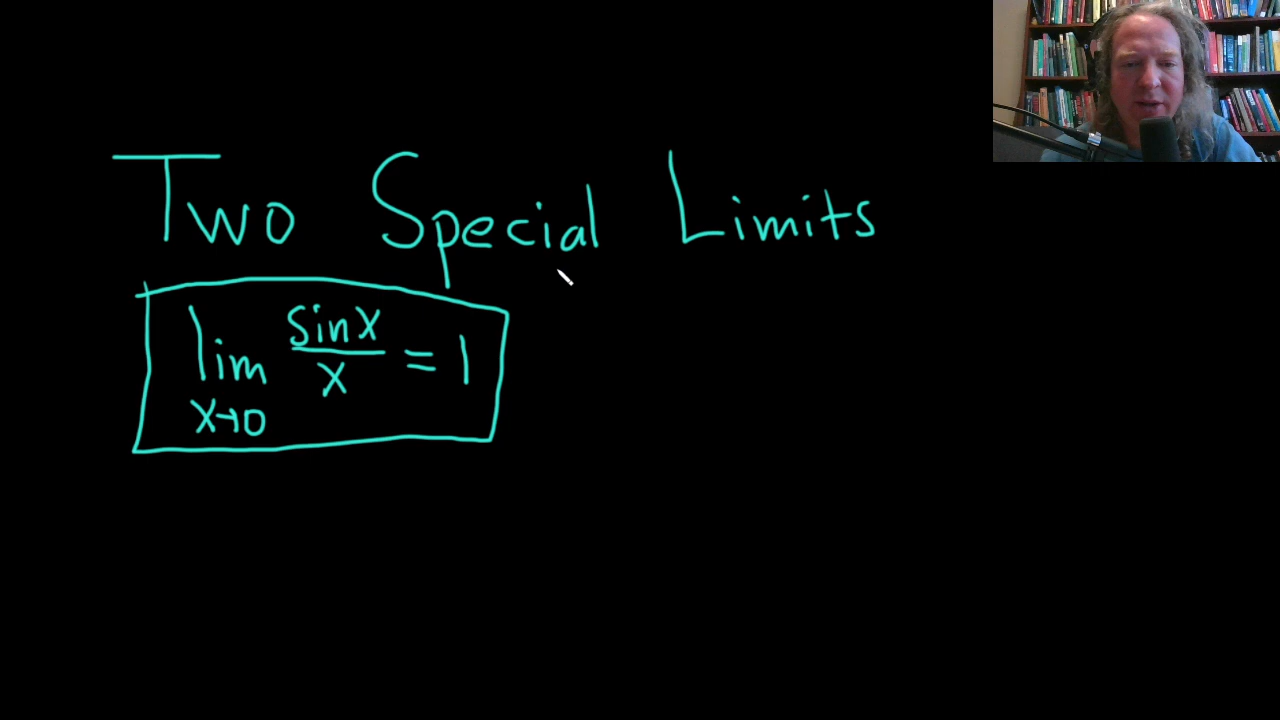 Two Special Limits
lim sinx/x = 1
x→0